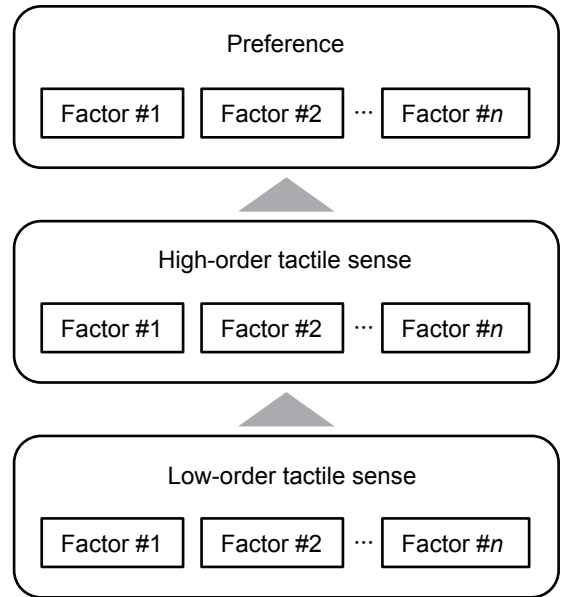 Preference
Factor #1 Factor #2 ... Factor #n
High-order tactile sense
Factor #1 Factor #2 ... Factor #n
Low-order tactile sense
Factor #1 Factor #2 ... Factor #n